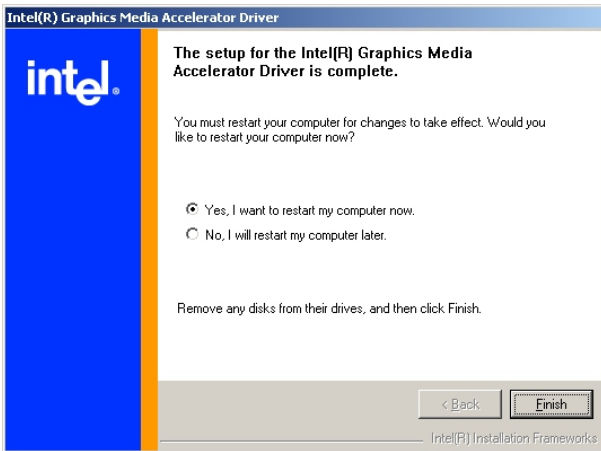 Intel(R) Graphics Media Accelerator Driver
intel.
The setup for the Intel(R) Graphics Media
Accelerator Driver is complete.
You must restart your computer for changes to take effect. Would you
like to restart your computer now?
Yes, I want to restart my computer now.
No, I will restart my computer later.
Remove any disks from their drives, and then click Finish.
< Back
Finish
Intel(R) Installation Frameworks